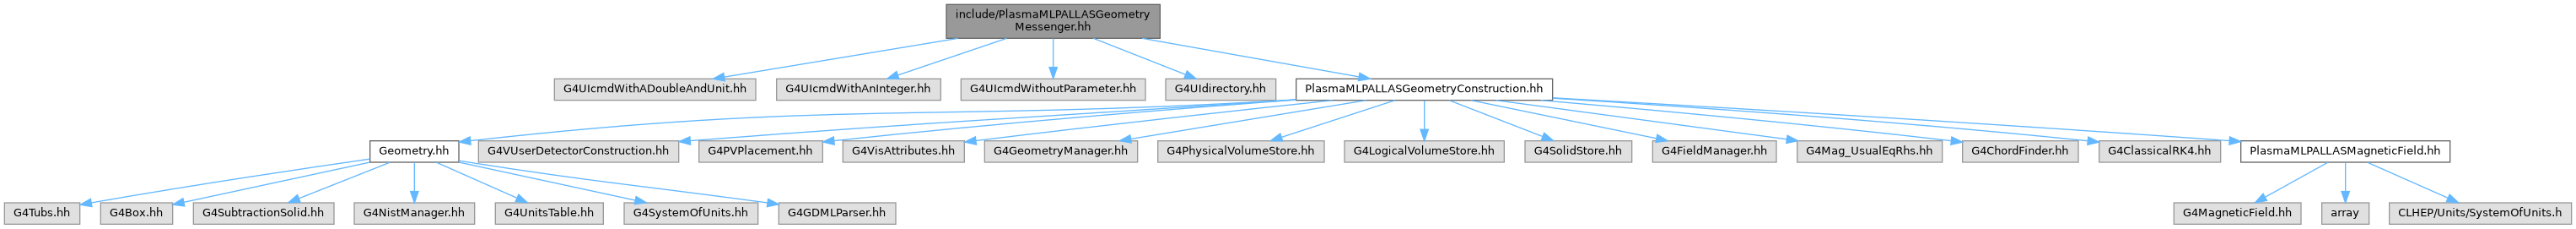 include/PlasmaMLPALLASGeometry
Messenger.hh
G4UIcmdWithADoubleAndUnit.hh
G4UIcmdWithAnInteger.hh
G4UIcmdWithoutParameter.hh
G4UIdirectory.hh
PlasmaMLPALLASGeometryConstruction.hh
Geometry.hh
G4VUserDetectorConstruction.hh
G4PVPlacement.hh
G4VisAttributes.hh
G4GeometryManager.hh
G4PhysicalVolumeStore.hh
G4LogicalVolumeStore.hh
G4SolidStore.hh
G4FieldManager.hh
G4Mag_UsualEqRhs.hh
G4ChordFinder.hh
G4ClassicalRK4.hh
PlasmaMLPALLASMagneticField.hh
G4Tubs.hh
G4Box.hh
G4SubtractionSolid.hh
G4NistManager.hh
G4UnitsTable.hh
G4SystemOfUnits.hh
G4GDMLParser.hh
G4MagneticField.hh
array
CLHEP/Units/SystemOfUnits.h